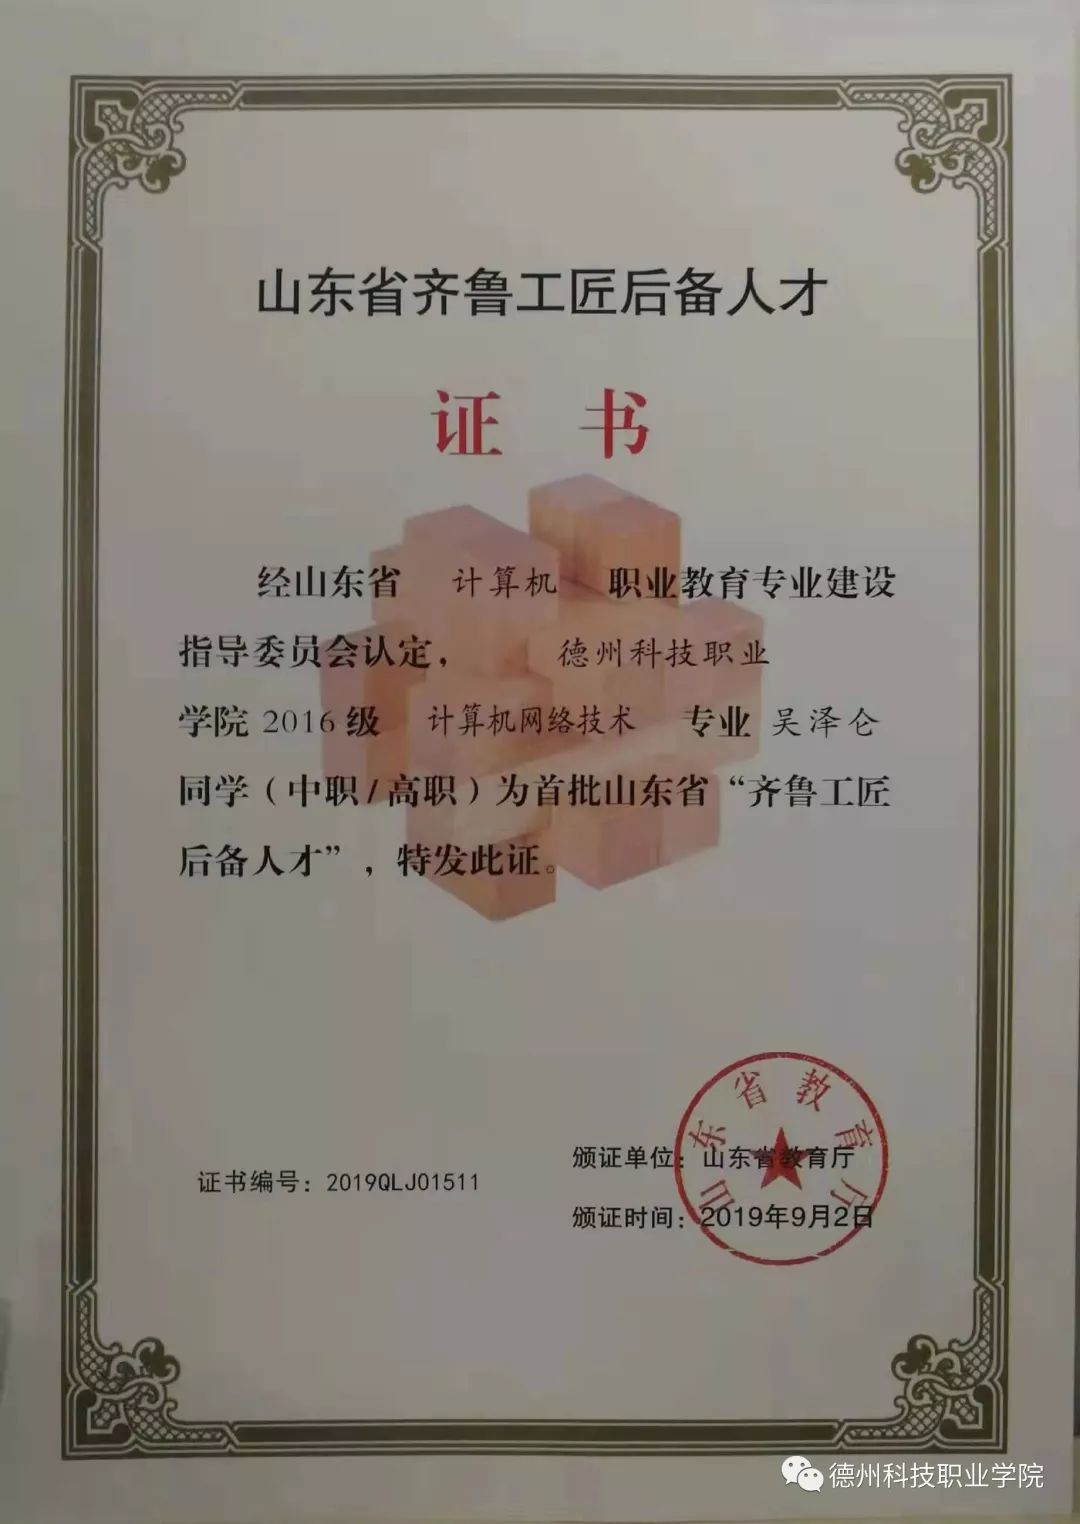 山东省齐鲁工匠后备人才
证 书
经山东省 计算机 职业教育专业建设
指导委员会认定， 德州科技职业
学院 2016 级 计算机网络技术 专业 吴泽仑
同学（中职/高职）为首批山东省“齐鲁工匠
后备人才”，特发此证。
山东省教育厅
颁证单位：山东省教育厅
证书编号：2019QLJ01511
颁证时间：2019年9月2日
德州科技职业学院